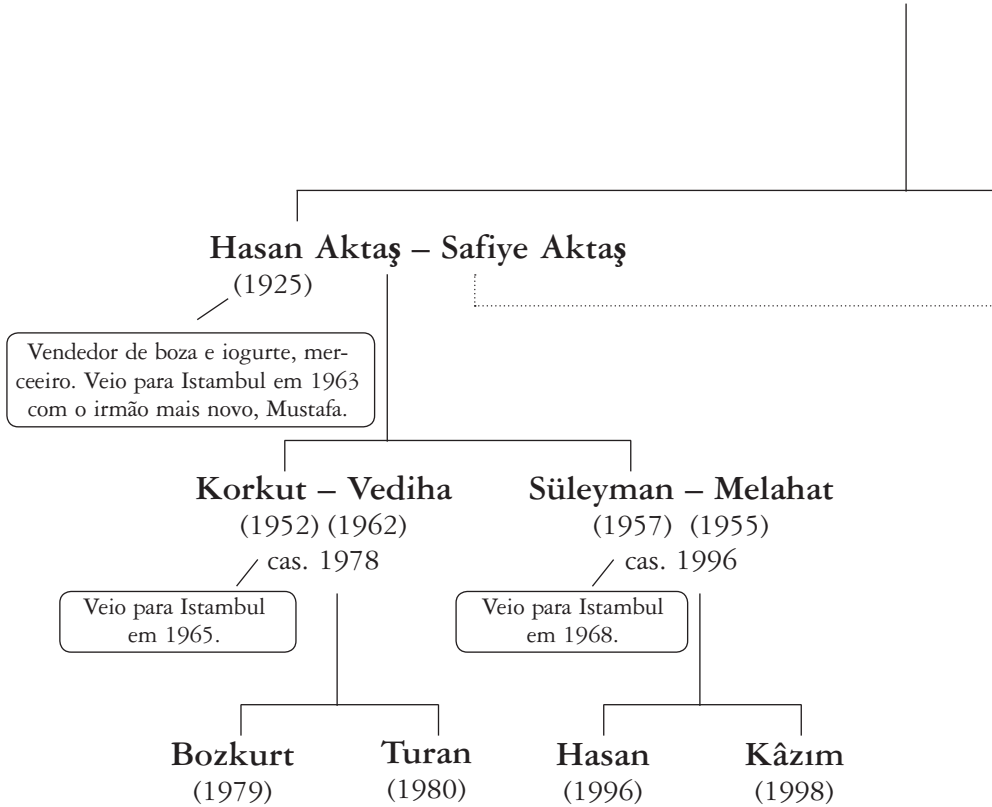 Hasan Aktaş – Safiye Aktaş
(1925)
Vendedor de boza e iogurte, mer-
ceeiro. Veio para Istambul em 1963
com o irmão mais novo, Mustafa.
Korkut – Vediha
(1952) (1962)
cas. 1978
Veio para Istambul
em 1965.
Süleyman – Melahat
(1957) (1955)
cas. 1996
Veio para Istambul
em 1968.
Bozkurt
(1979)
Turan
(1980)
Hasan
(1996)
Kâzım
(1998)